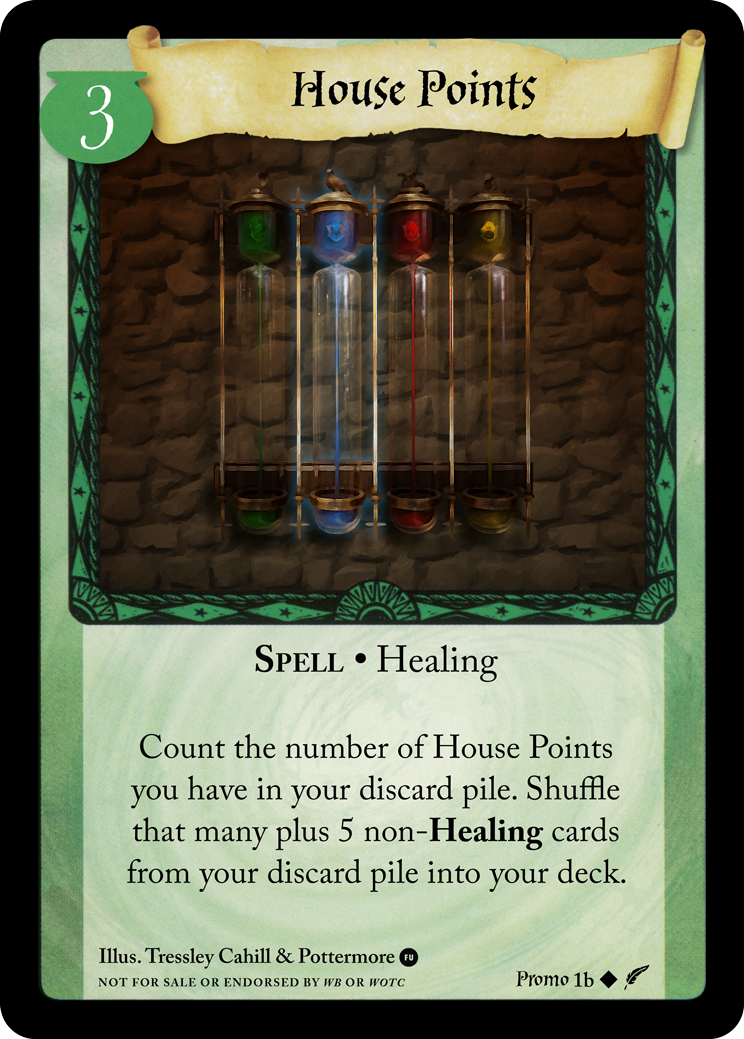 House Points
3
Spell • Healing
Count the number of House Points
you have in your discard pile. Shuffle
that many plus 5 non-Healing cards
from your discard pile into your deck.
Illus. Tressley Cahill & Pottermore FU
NOT FOR SALE OR ENDORSED BY WB OR WOTC
Promo 1b